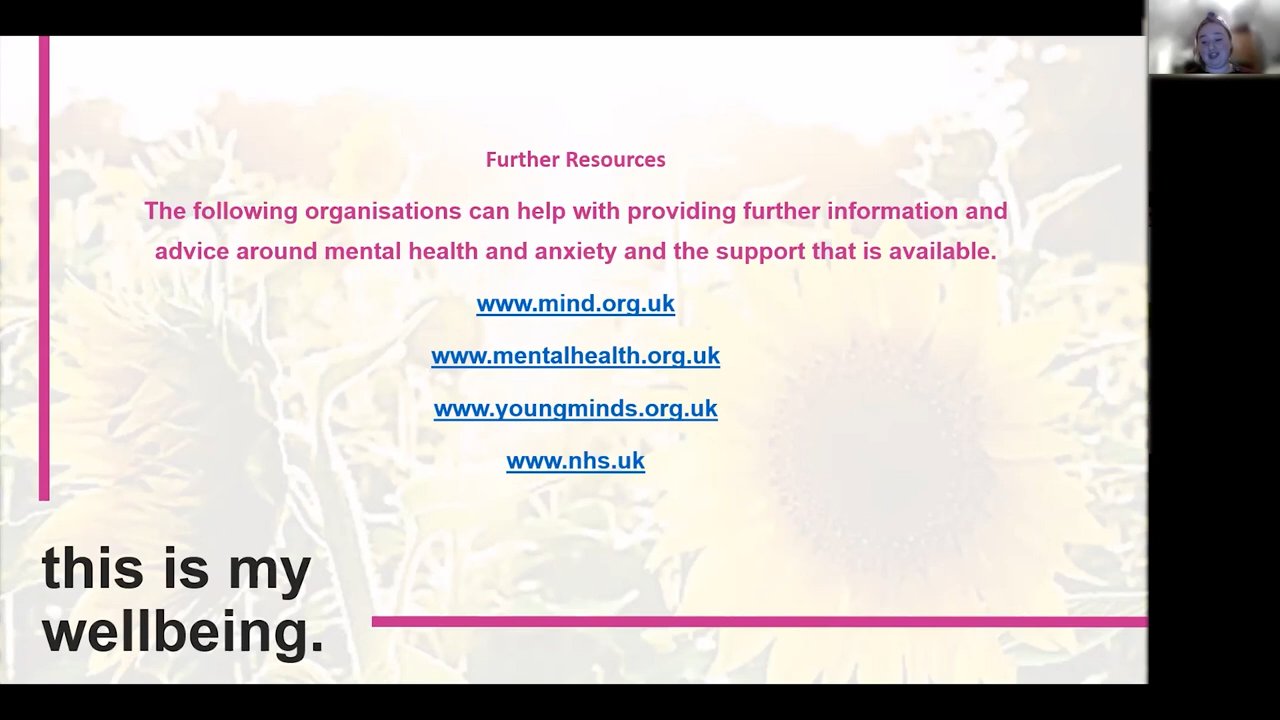 Further Resources
The following organisations can help with providing further information and
advice around mental health and anxiety and the support that is available.
www.mind.org.uk
www.mentalhealth.org.uk
www.youngminds.org.uk
www.nhs.uk
this is my
wellbeing.